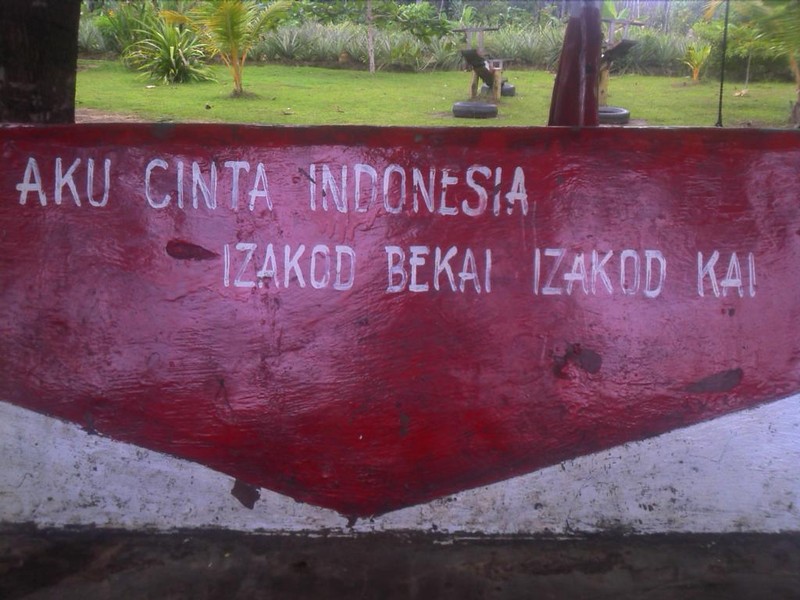 AKU CINTA INDONESIA
IZAKOD BEKAI IZAKOD KAI